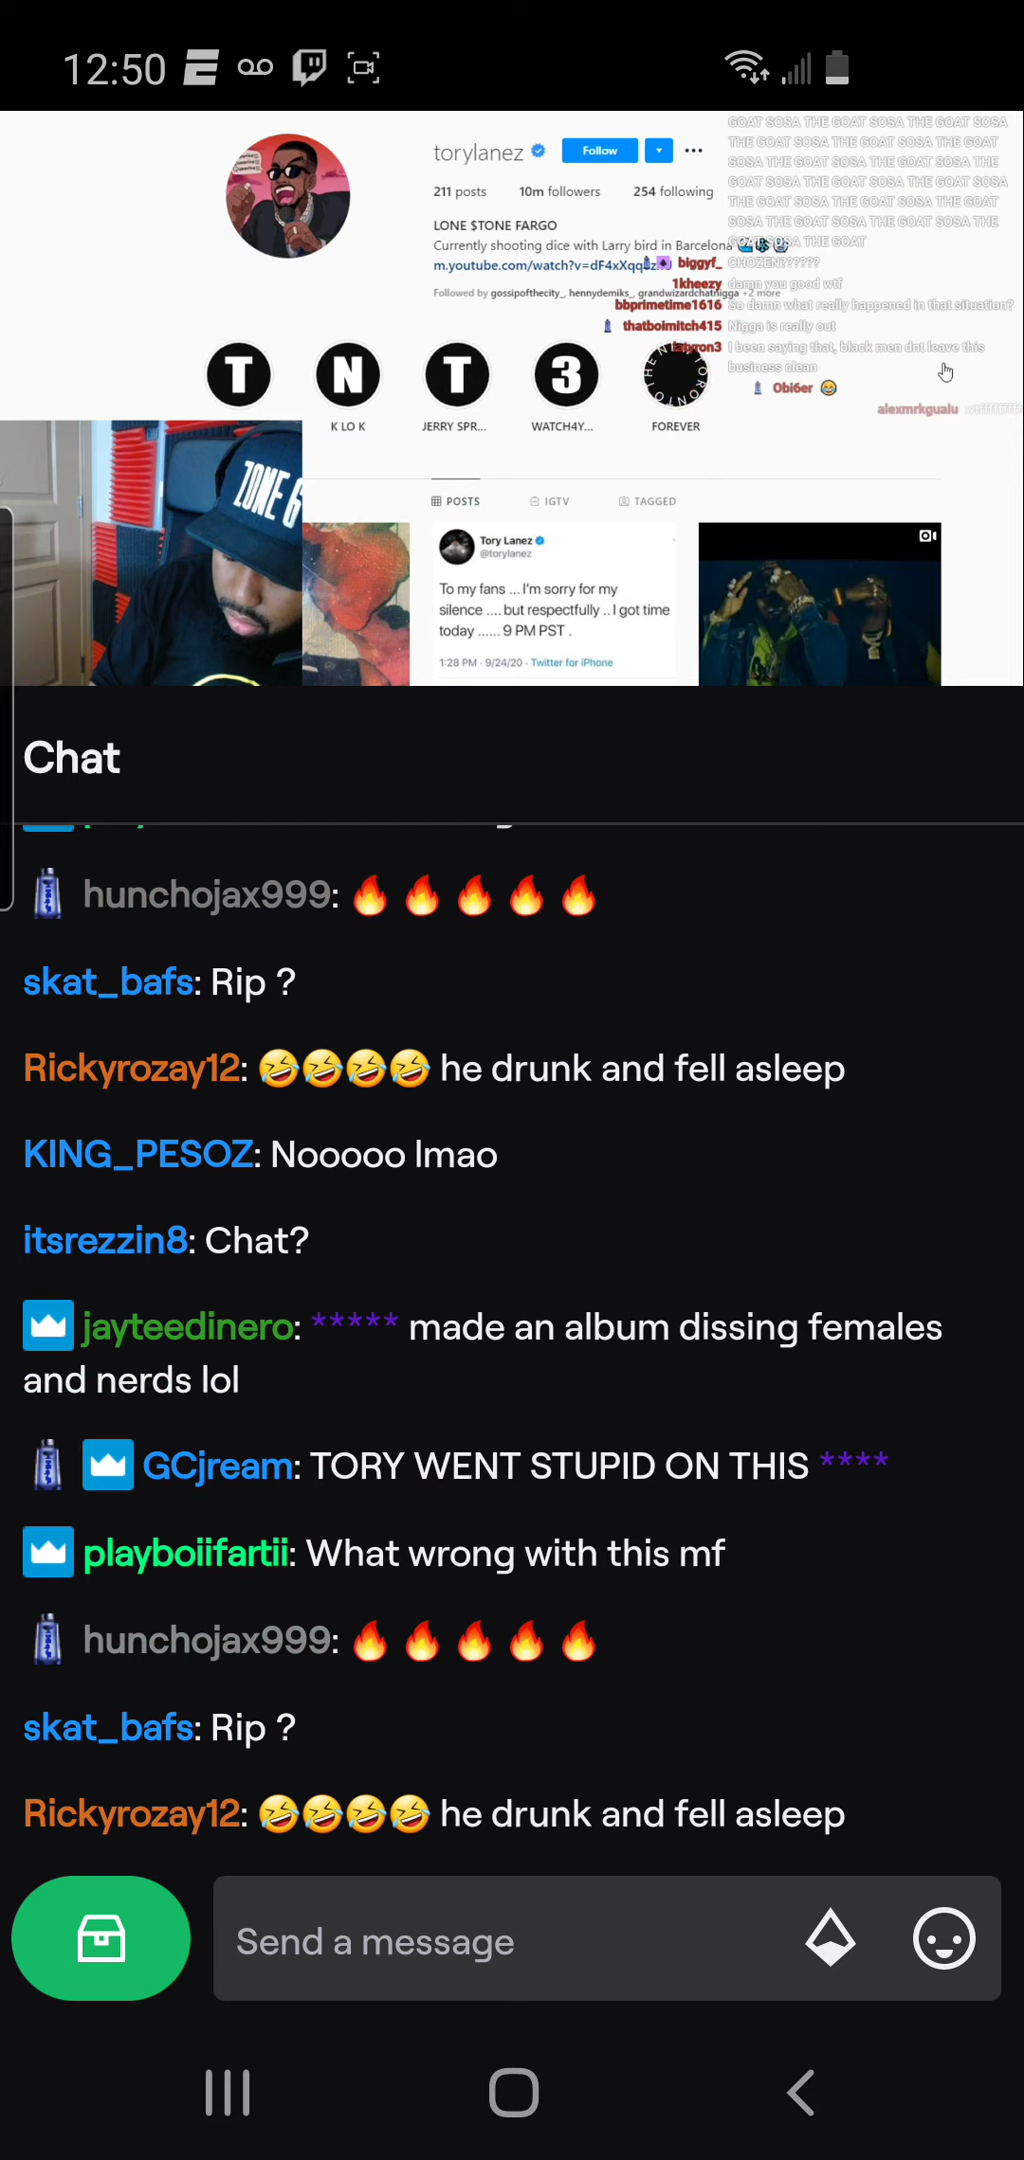 12:50
torylanez Follow
211 posts 10m followers 254 following
LONE $TONE FARGO
Currently shooting dice with Larry bird in Barcelona
m.youtube.com/watch?v=dF4xXqq
Followed by gossipofthecity_, hennydemiks_, grandwizardchatnigga +2 more
GOAT SOSA THE GOAT SOSA THE GOAT SOSA
THE GOAT SOSA THE GOAT SOSA THE GOAT
SOSA THE GOAT SOSA THE GOAT SOSA THE
GOAT SOSA THE GOAT SOSA THE GOAT SOSA
THE GOAT SOSA THE GOAT SOSA THE GOAT
SOSA THE GOAT SOSA THE GOAT SOSA THE
GOAT SOSA THE GOAT
biggyf_ CHOZEN??????
1kheezy damn you good wtf
bbprimetime1616 So damn what really happened in that situation?
thatboimitch415 Nigga is really out
I been saying that, black men dnt leave this
business clean
Obi6er 😂
alexmrkgualu
T N T 3
THE TORONTO
K LO K JERRY SPR... WATCH4Y... FOREVER
POSTS IGTV TAGGED
ZONE 6
Tory Lanez
@torylanez
To my fans ... I'm sorry for my
silence .... but respectfully .. I got time
today ...... 9 PM PST .
1:28 PM · 9/24/20 · Twitter for iPhone
Chat
hunchojax999: 🔥 🔥 🔥 🔥 🔥
skat_bafs: Rip ?
Rickyrozay12: 🤣🤣🤣🤣 he drunk and fell asleep
KING_PESOZ: Nooooo lmao
itsrezzin8: Chat?
jayteedinero: ***** made an album dissing females
and nerds lol
GCjream: TORY WENT STUPID ON THIS ****
playboiifartii: What wrong with this mf
hunchojax999: 🔥 🔥 🔥 🔥 🔥
skat_bafs: Rip ?
Rickyrozay12: 🤣🤣🤣🤣 he drunk and fell asleep
Send a message